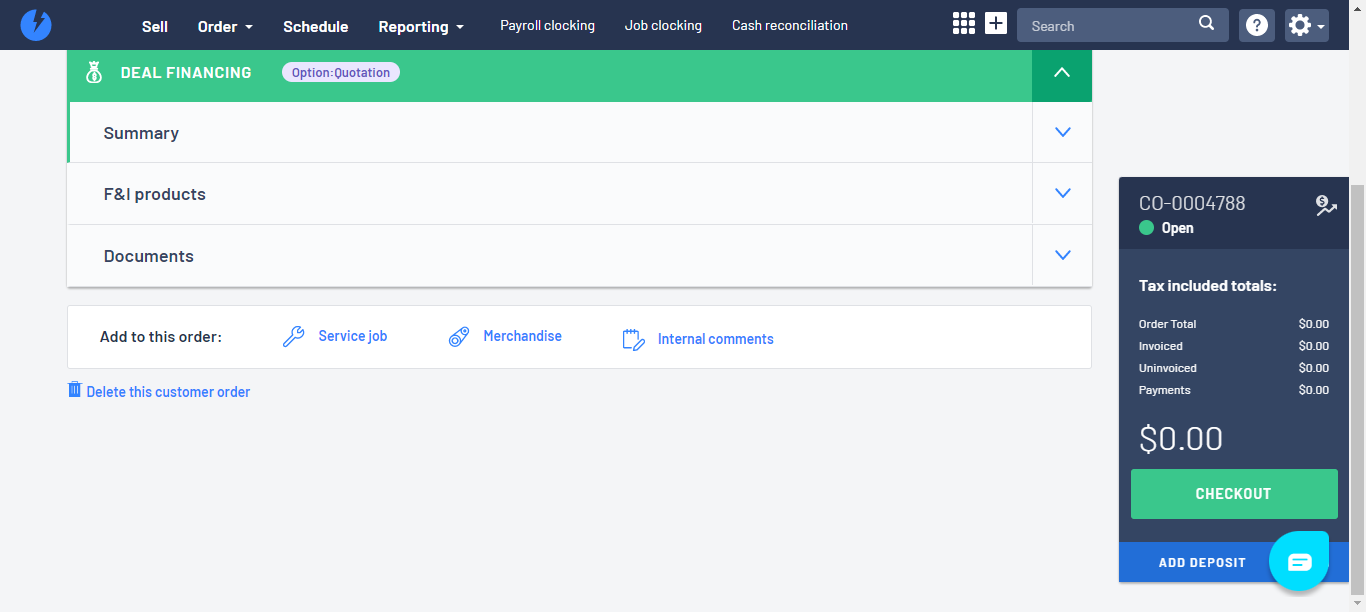 Sell Order Schedule Reporting Payroll clocking Job clocking Cash reconciliation Search
DEAL FINANCING Option:Quotation
Summary
F&I products
Documents
Add to this order: Service job Merchandise Internal comments
Delete this customer order
CO-0004788
Open
Tax included totals:
Order Total $0.00
Invoiced $0.00
Uninvoiced $0.00
Payments $0.00
$0.00
CHECKOUT
ADD DEPOSIT